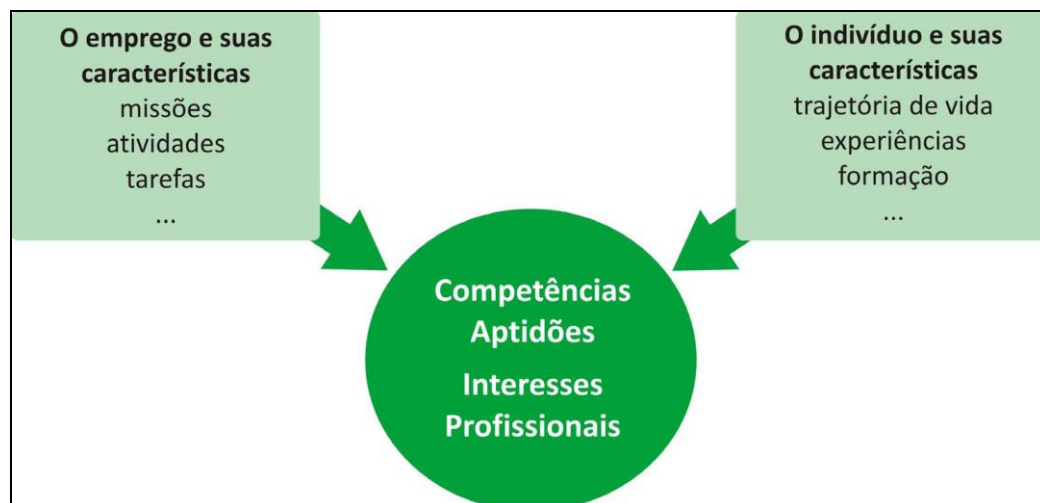 O emprego e suas
características
missões
atividades
tarefas
...
O indivíduo e suas
características
trajetória de vida
experiências
formação
...
Competências
Aptidões
Interesses
Profissionais